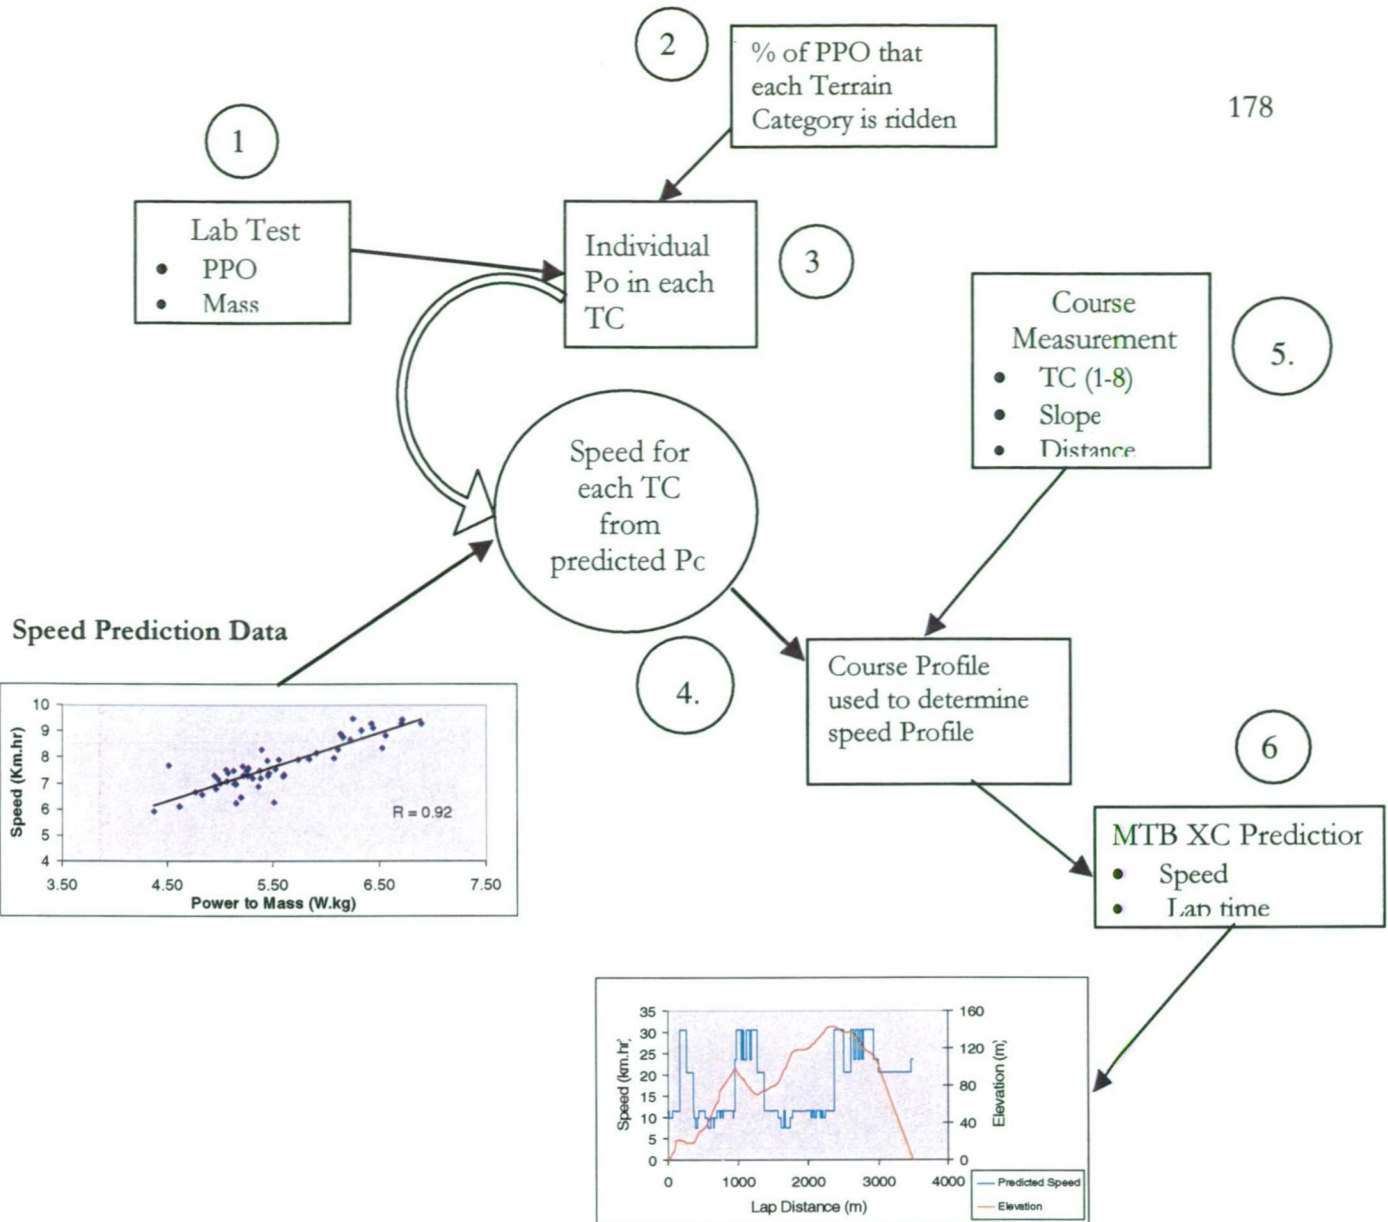 2
% of PPO that
each Terrain
Category is ridden
178
1
Lab Test
• PPO
• Mass
Individual
Po in each
TC
3
Course
Measurement
• TC (1-8)
• Slope
• Distance
5.
Speed for
each TC
from
predicted Pc
4.
Speed Prediction Data
Speed (Km.hr)
10
9
8
7
6
5
4
R = 0.92
3.50 4.50 5.50 6.50 7.50
Power to Mass (W.kg)
Course Profile
used to determine
speed Profile
6
MTB XC Predictior
• Speed
• Lap time
Speed (km.hr)
35
30
25
20
15
10
5
0
160
120
80
40
0
Elevation (m)
0 1000 2000 3000 4000
Lap Distance (m)
Predicted Speed
Elevation